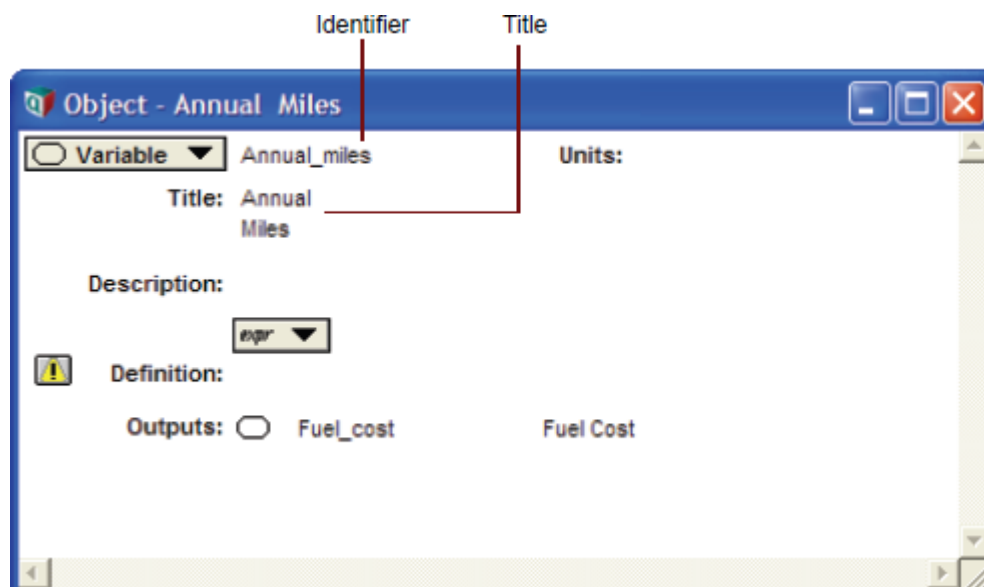 Identifier Title
Object - Annual Miles
Variable Annual_miles Units:
Title: Annual
Miles
Description:
expr
Definition:
Outputs: Fuel_cost Fuel Cost